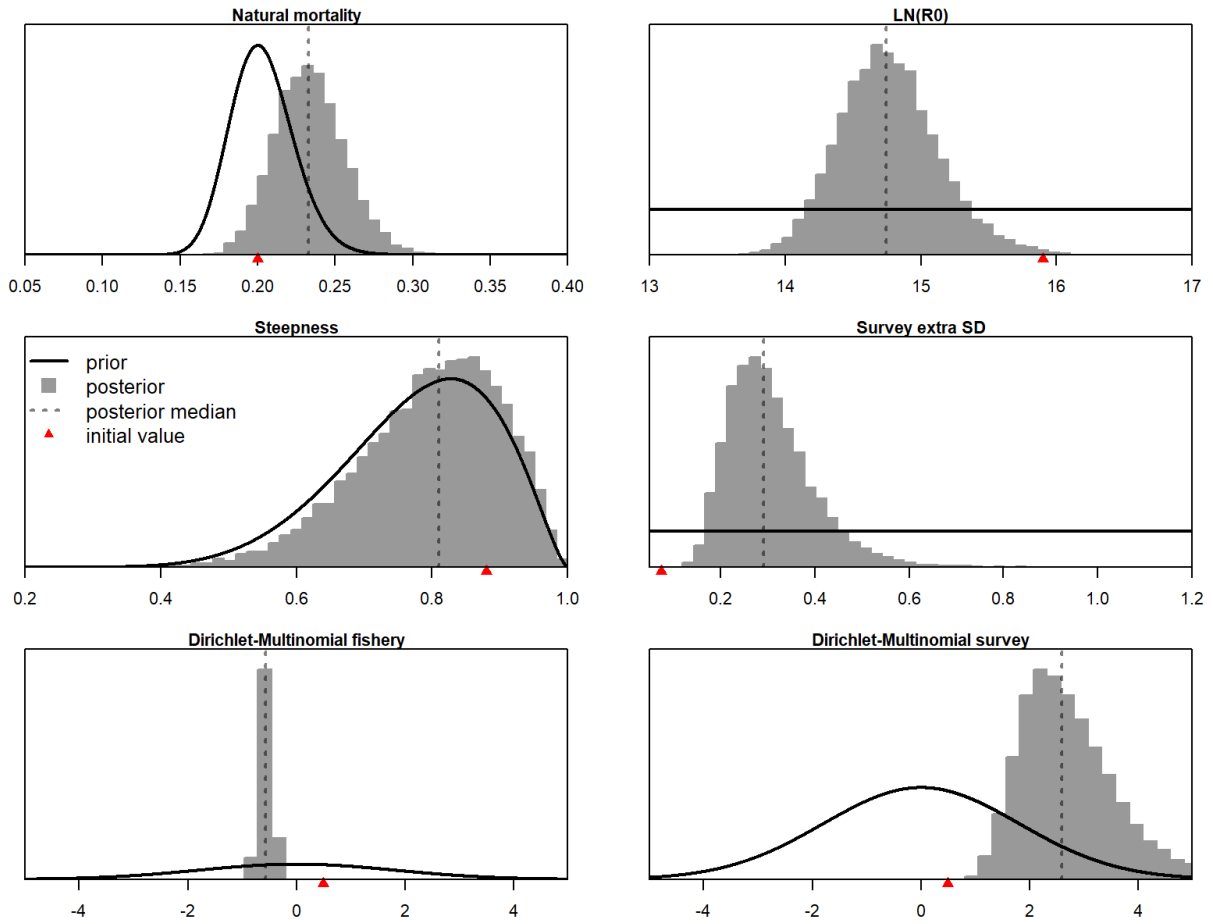 Natural mortality
0.05 0.10 0.15 0.20 0.25 0.30 0.35 0.40
LN(R0)
13 14 15 16 17
Steepness
prior
posterior
posterior median
initial value
0.2 0.4 0.6 0.8 1.0
Survey extra SD
0.2 0.4 0.6 0.8 1.0 1.2
Dirichlet-Multinomial fishery
-4 -2 0 2 4
Dirichlet-Multinomial survey
-4 -2 0 2 4